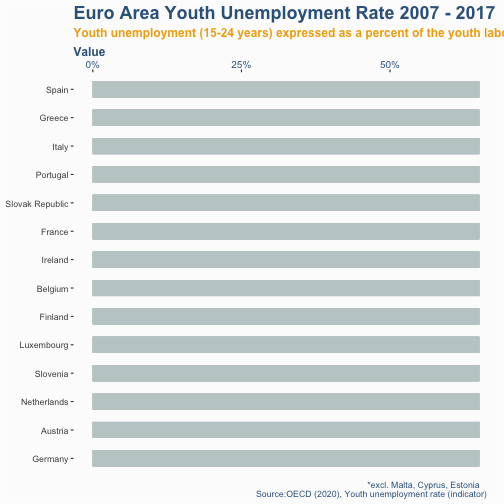 Euro Area Youth Unemployment Rate 2007 - 2017
Youth unemployment (15-24 years) expressed as a percent of the youth labo
Value
0% 25% 50%
Spain
Greece
Italy
Portugal
Slovak Republic
France
Ireland
Belgium
Finland
Luxembourg
Slovenia
Netherlands
Austria
Germany
*excl. Malta, Cyprus, Estonia
Source:OECD (2020), Youth unemployment rate (indicator)